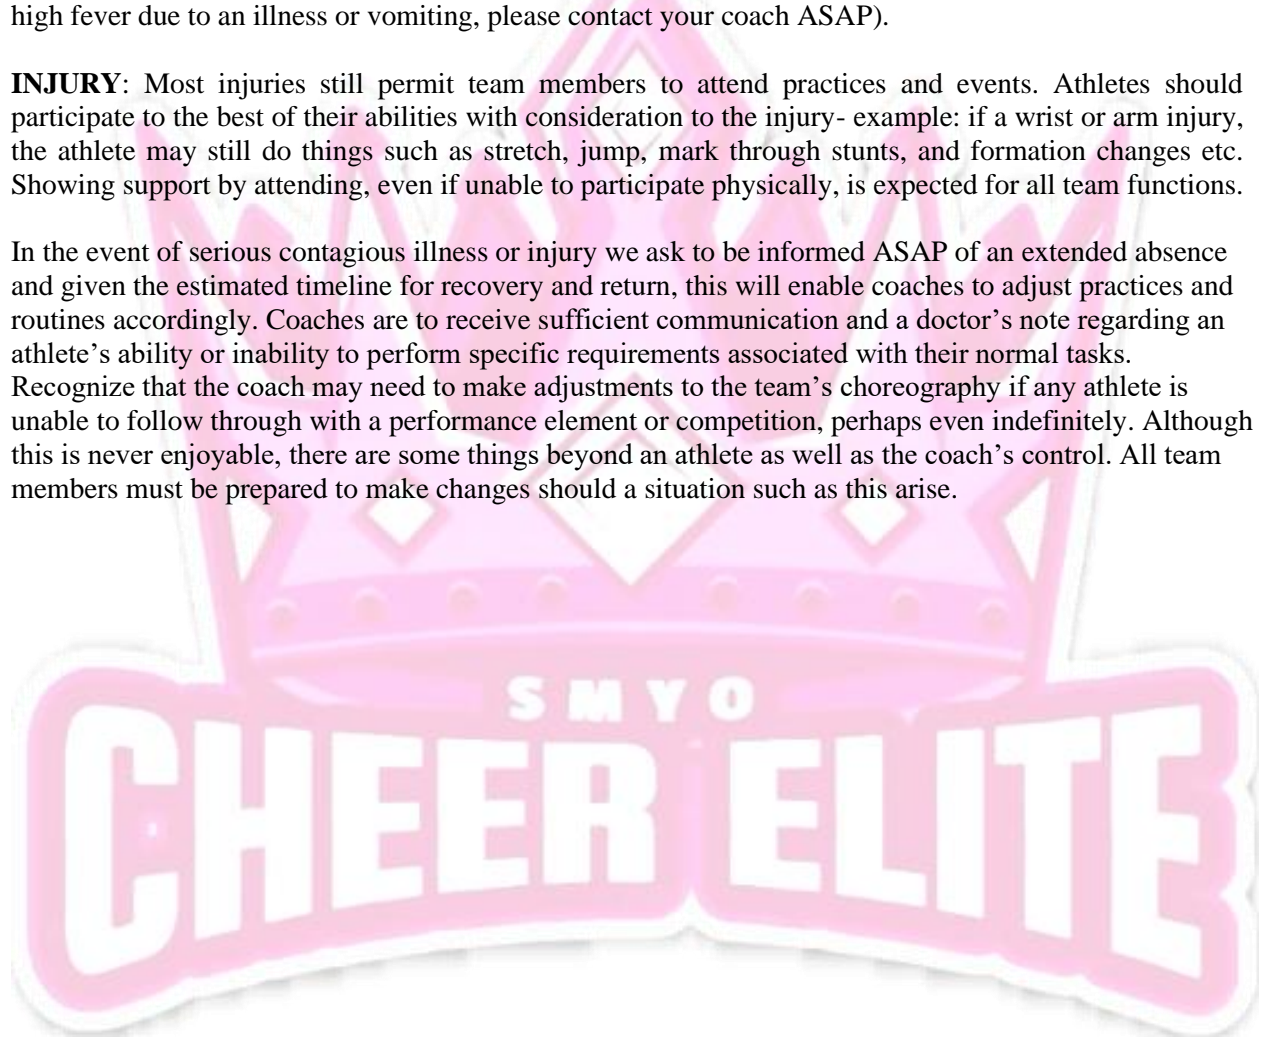 high fever due to an illness or vomiting, please contact your coach ASAP).
INJURY: Most injuries still permit team members to attend practices and events. Athletes should
participate to the best of their abilities with consideration to the injury- example: if a wrist or arm injury,
the athlete may still do things such as stretch, jump, mark through stunts, and formation changes etc.
Showing support by attending, even if unable to participate physically, is expected for all team functions.
In the event of serious contagious illness or injury we ask to be informed ASAP of an extended absence
and given the estimated timeline for recovery and return, this will enable coaches to adjust practices and
routines accordingly. Coaches are to receive sufficient communication and a doctor’s note regarding an
athlete’s ability or inability to perform specific requirements associated with their normal tasks.
Recognize that the coach may need to make adjustments to the team’s choreography if any athlete is
unable to follow through with a performance element or competition, perhaps even indefinitely. Although
this is never enjoyable, there are some things beyond an athlete as well as the coach’s control. All team
members must be prepared to make changes should a situation such as this arise.
SMYO
CHEER ELITE